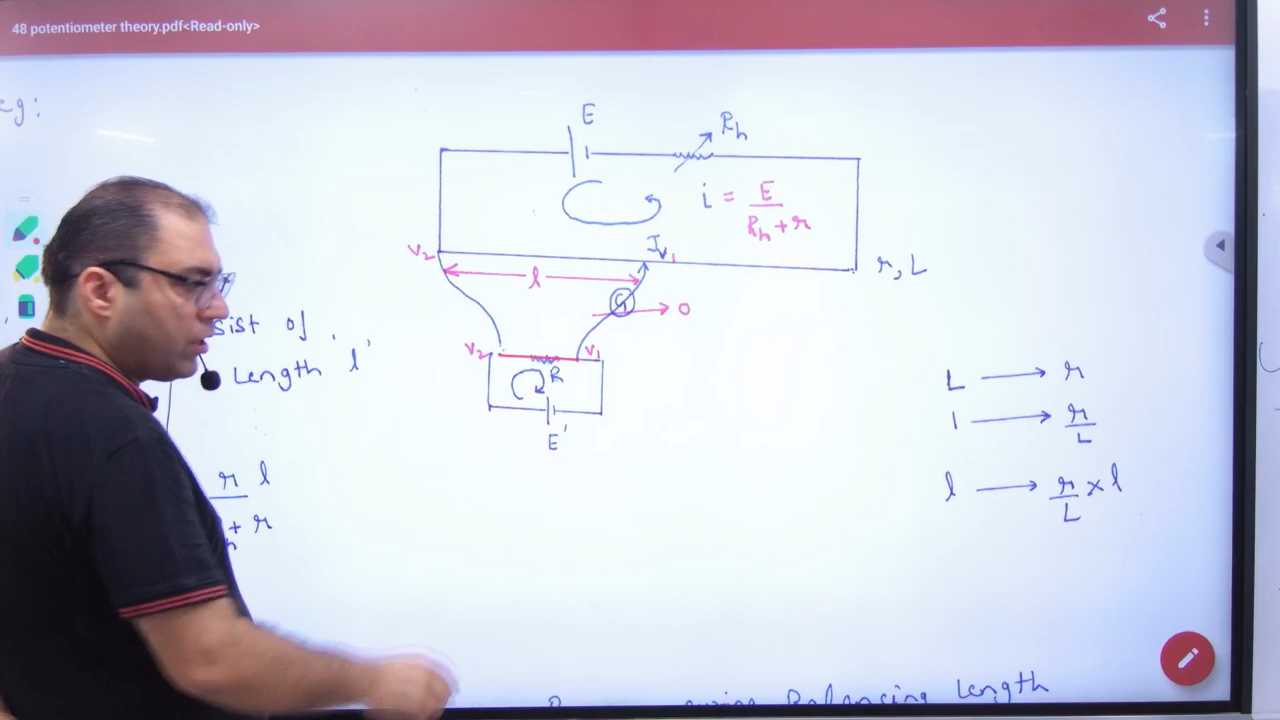 48 potentiometer theory.pdf<Read-only>
eg:
E
Rh
i = E / Rh + r
V2
J V1
l
r, L
G
0
V2
V1
R
E'
sist of
Length 'l'
L → r
1 → r / L
l → r / L × l
r l
h + r
Balancing Length